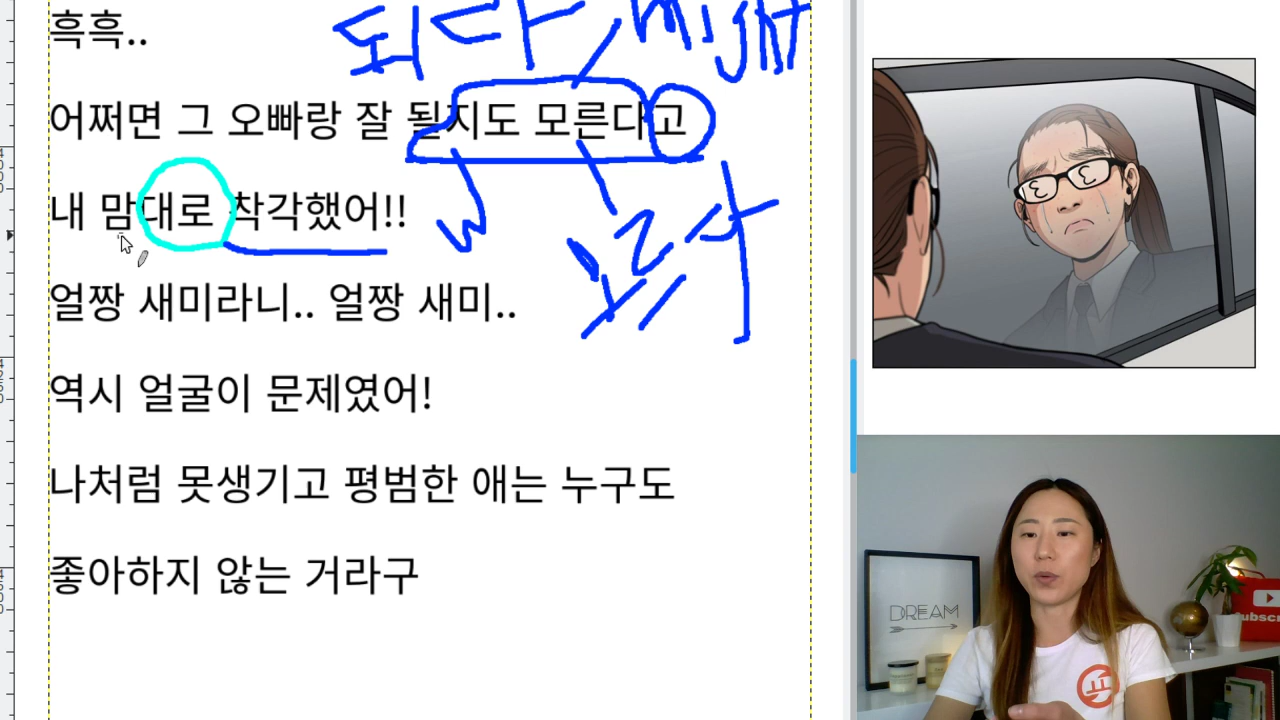 흑흑..
되다 might
어쩌면 그 오빠랑 잘 될지도 모른다고
내 맘대로 착각했어!!
얼짱 새미라니.. 얼짱 새미..
역시 얼굴이 문제였어!
나처럼 못생기고 평범한 애는 누구도
좋아하지 않는 거라구
DREAM